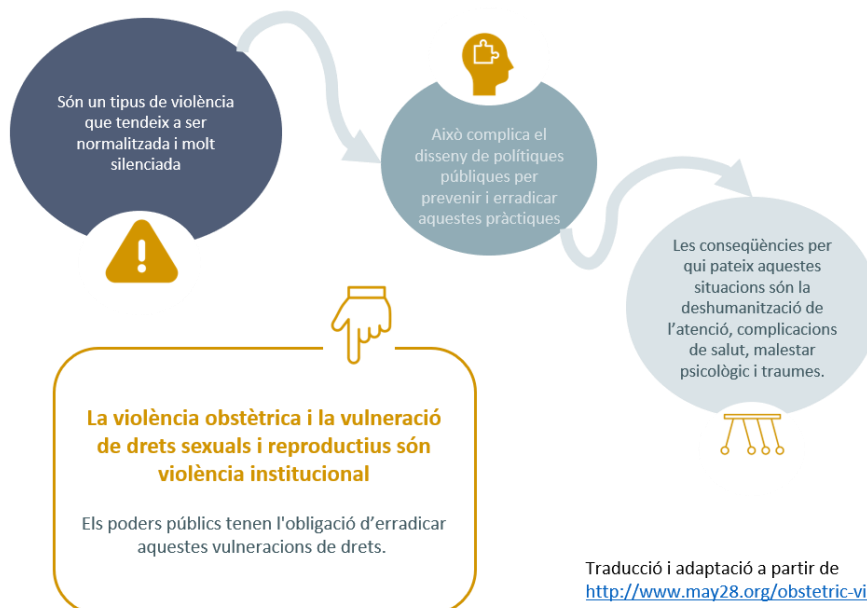 Són un tipus de violència
que tendeix a ser
normalitzada i molt
silenciada
Això complica el
disseny de polítiques
públiques per
prevenir i erradicar
aquestes pràctiques
Les conseqüències per
qui pateix aquestes
situacions són la
deshumanització de
l’atenció, complicacions
de salut, malestar
psicològic i traumes.
La violència obstètrica i la vulneració
de drets sexuals i reproductius són
violència institucional
Els poders públics tenen l'obligació d’erradicar
aquestes vulneracions de drets.
Traducció i adaptació a partir de
http://www.may28.org/obstetric-vi